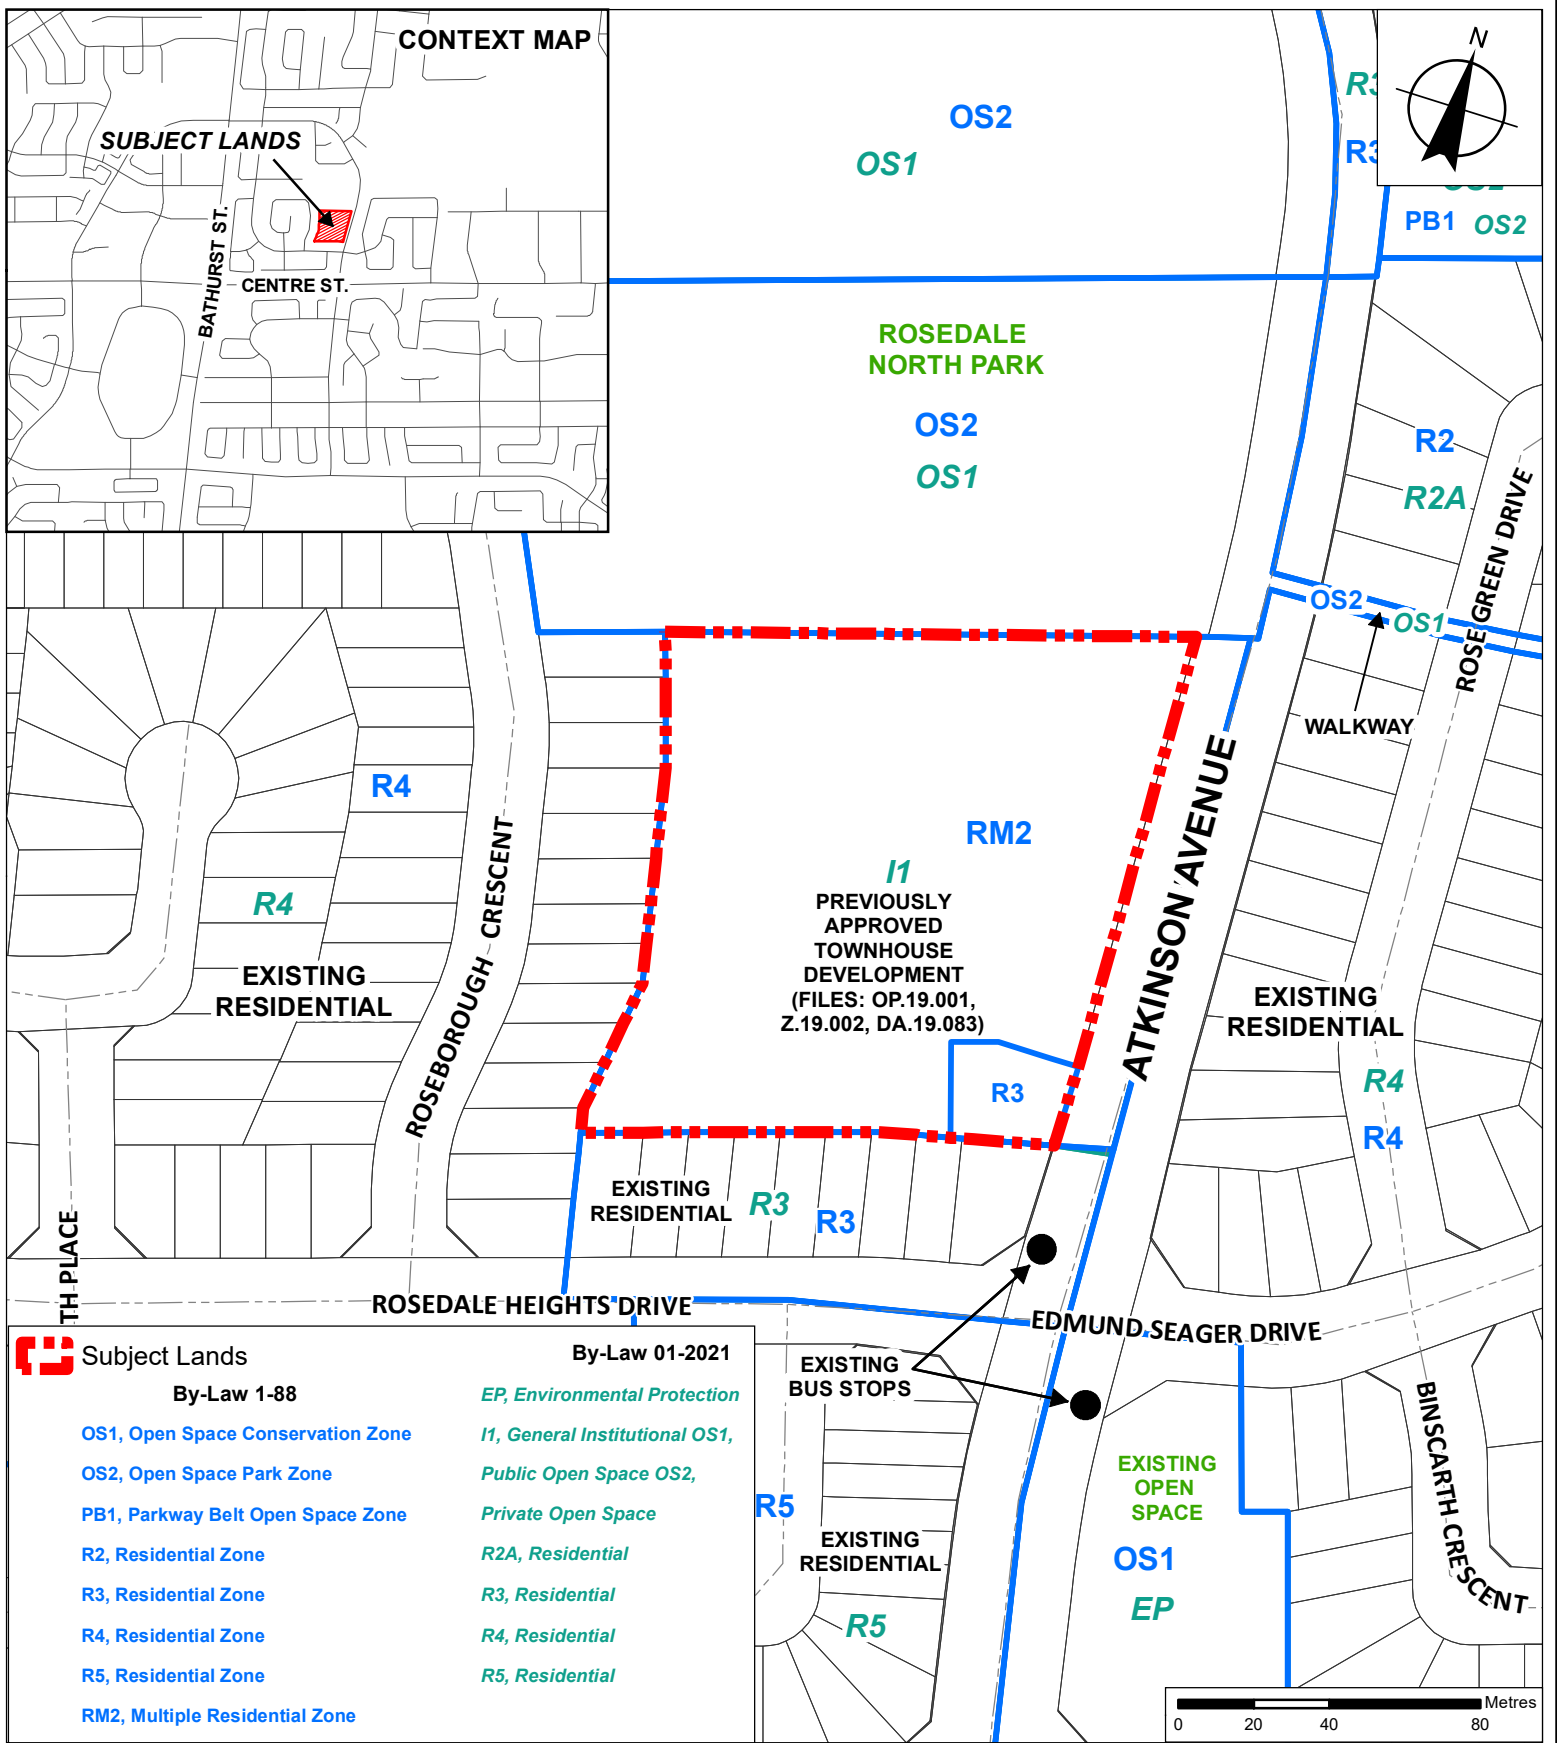 CONTEXT MAP
SUBJECT LANDS
BATHURST ST.
CENTRE ST.
N
OS2
OS1
R3
PB1
OS2
ROSEDALE
NORTH PARK
OS2
OS1
R2
R2A
ROSE GREEN DRIVE
OS2
OS1
WALKWAY
R4
R4
EXISTING
RESIDENTIAL
ROSEBOROUGH CRESCENT
RM2
I1
PREVIOUSLY
APPROVED
TOWNHOUSE
DEVELOPMENT
(FILES: OP.19.001,
Z.19.002, DA.19.083)
R3
ATKINSON AVENUE
EXISTING
RESIDENTIAL
R4
R4
EXISTING
RESIDENTIAL
R3
R3
TH PLACE
ROSEDALE HEIGHTS DRIVE
EDMUND SEAGER DRIVE
EXISTING
BUS STOPS
BINSCARTH CRESCENT
EXISTING
OPEN
SPACE
OS1
EP
R5
EXISTING
RESIDENTIAL
R5
Subject Lands
By-Law 1-88
OS1, Open Space Conservation Zone
OS2, Open Space Park Zone
PB1, Parkway Belt Open Space Zone
R2, Residential Zone
R3, Residential Zone
R4, Residential Zone
R5, Residential Zone
RM2, Multiple Residential Zone
By-Law 01-2021
EP, Environmental Protection
I1, General Institutional OS1,
Public Open Space OS2,
Private Open Space
R2A, Residential
R3, Residential
R4, Residential
R5, Residential
Metres
0 20 40 80